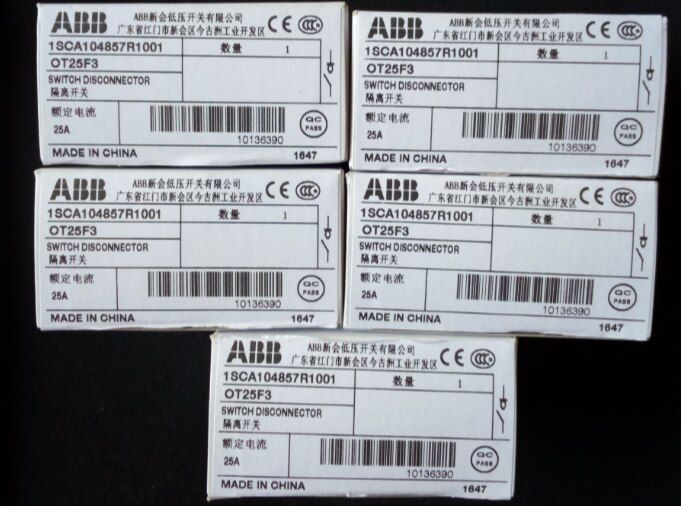 ABB ABB新会低压开关有限公司 CE CCC
广东省江门市新会区今古洲工业开发区
1SCA104857R1001 数量 1
OT25F3
SWITCH DISCONNECTOR
隔离开关
额定电流
25A QC PASS
10136390
MADE IN CHINA 1647
ABB ABB新会低压开关有限公司 CE CCC
广东省江门市新会区今古洲工业开发区
1SCA104857R1001 数量 1
OT25F3
SWITCH DISCONNECTOR
隔离开关
额定电流
25A QC PASS
10136390
MADE IN CHINA 1647
ABB ABB新会低压开关有限公司 CE CCC
广东省江门市新会区今古洲工业开发区
1SCA104857R1001 数量 1
OT25F3
SWITCH DISCONNECTOR
隔离开关
额定电流
25A QC PASS
10136390
MADE IN CHINA 1647
ABB ABB新会低压开关有限公司 CE CCC
广东省江门市新会区今古洲工业开发区
1SCA104857R1001 数量 1
OT25F3
SWITCH DISCONNECTOR
隔离开关
额定电流
25A QC PASS
10136390
MADE IN CHINA 1647
ABB ABB新会低压开关有限公司 CE CCC
广东省江门市新会区今古洲工业开发区
1SCA104857R1001 数量 1
OT25F3
SWITCH DISCONNECTOR
隔离开关
额定电流
25A QC PASS
10136390
MADE IN CHINA 1647